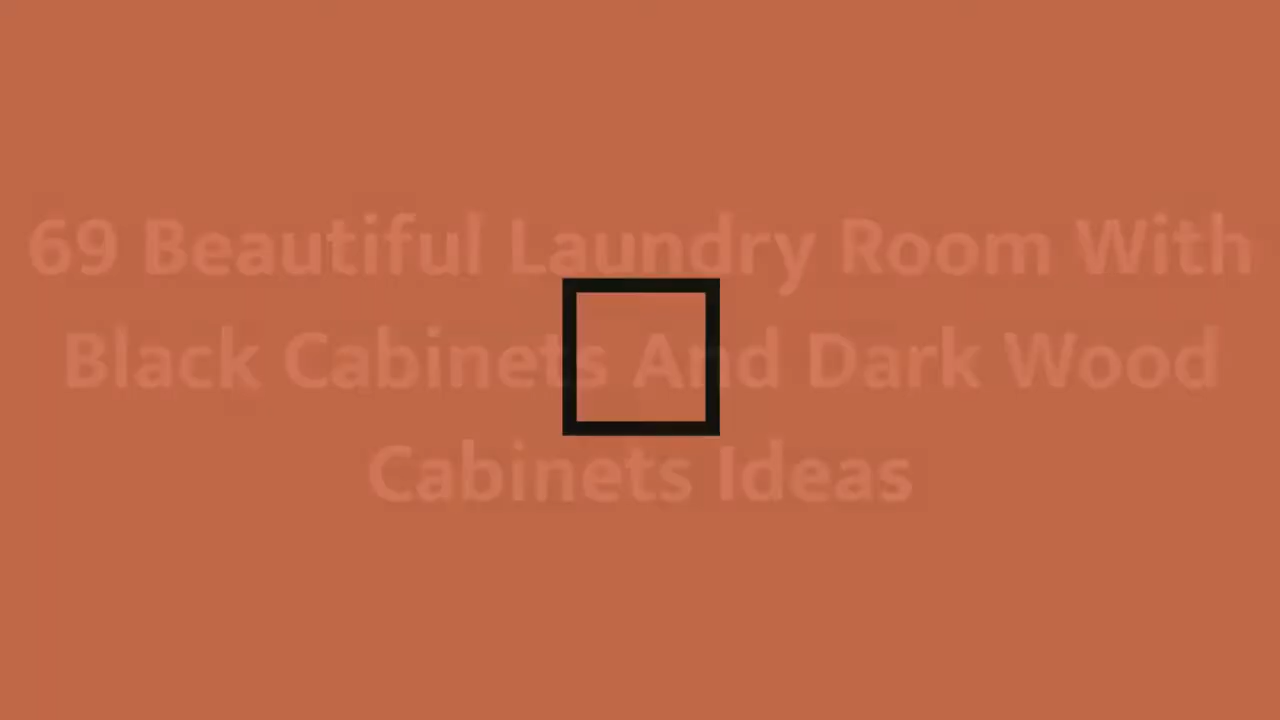 69 Beautiful Laundry Room With
Black Cabinets And Dark Wood
Cabinets Ideas